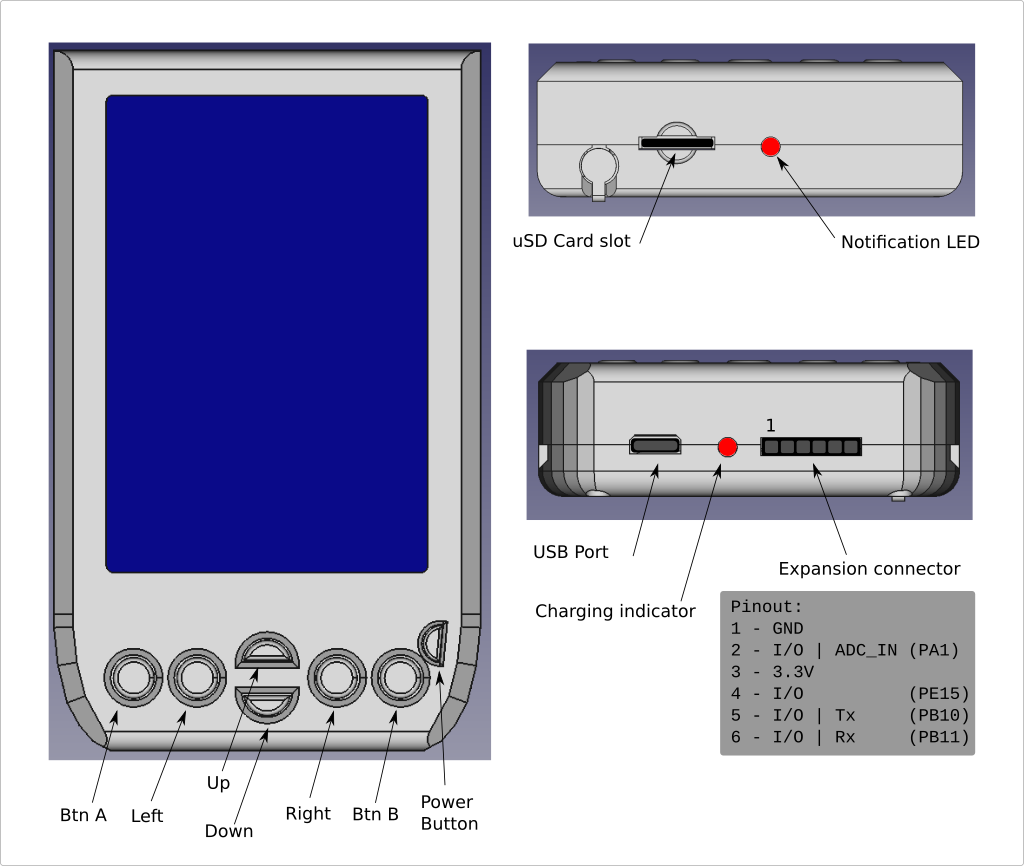 uSD Card slot
Notification LED
1
USB Port
Expansion connector
Charging indicator
Pinout:
1 - GND
2 - I/O | ADC_IN (PA1)
3 - 3.3V
4 - I/O          (PE15)
5 - I/O | Tx     (PB10)
6 - I/O | Rx     (PB11)
Btn A
Left
Up
Down
Right
Btn B
Power
Button